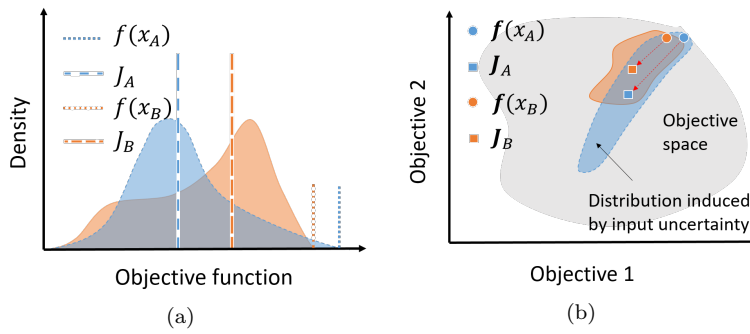 f(x_A)
J_A
f(x_B)
J_B
Density
Objective function
(a)
f(x_A)
J_A
f(x_B)
J_B
Objective 2
Objective
space
Distribution induced
by input uncertainty
Objective 1
(b)